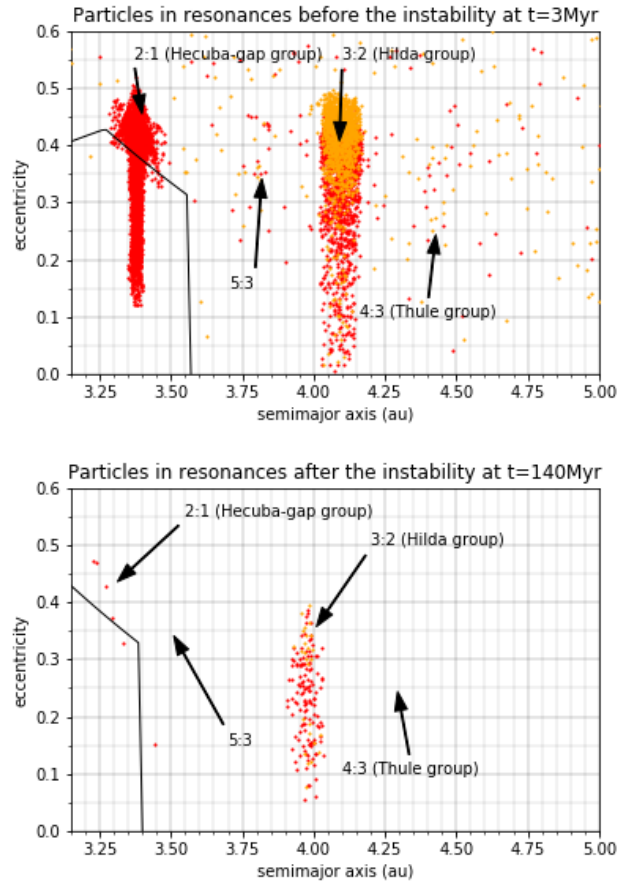 Particles in resonances before the instability at t=3Myr
0.6
2:1 (Hecuba-gap group)
3:2 (Hilda group)
0.5
0.4
0.3
5:3
0.2
4:3 (Thule group)
0.1
0.0
eccentricity
3.25 3.50 3.75 4.00 4.25 4.50 4.75 5.00
semimajor axis (au)
Particles in resonances after the instability at t=140Myr
0.6
2:1 (Hecuba-gap group)
3:2 (Hilda group)
0.5
0.4
0.3
0.2
5:3
4:3 (Thule group)
0.1
0.0
eccentricity
3.25 3.50 3.75 4.00 4.25 4.50 4.75 5.00
semimajor axis (au)